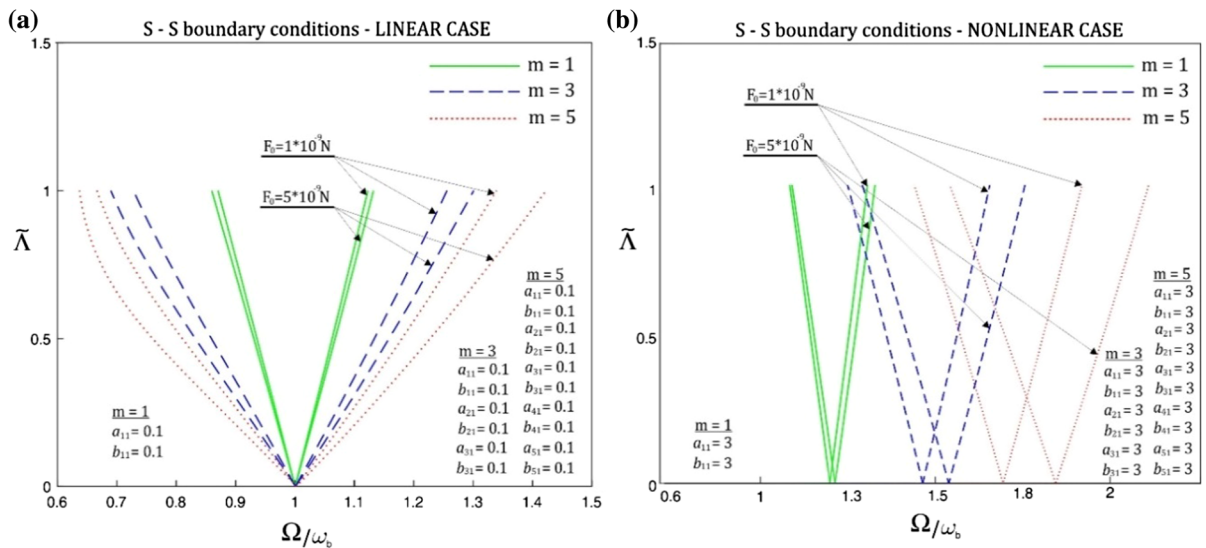 (a)
S - S boundary conditions - LINEAR CASE
1.5
1
0.5
0
Λ̃
m = 1
m = 3
m = 5
F₀=1*10⁻⁹N
F₀=5*10⁻⁹N
m = 1
a₁₁= 0.1
b₁₁= 0.1
m = 3
a₁₁= 0.1
b₁₁= 0.1
a₂₁= 0.1
b₂₁= 0.1
a₃₁= 0.1
b₃₁= 0.1
m = 5
a₁₁= 0.1
b₁₁= 0.1
a₂₁= 0.1
b₂₁= 0.1
a₃₁= 0.1
b₃₁= 0.1
a₄₁= 0.1
b₄₁= 0.1
a₅₁= 0.1
b₅₁= 0.1
0.6 0.7 0.8 0.9 1 1.1 1.2 1.3 1.4 1.5
Ω/ω_b
(b)
S - S boundary conditions - NONLINEAR CASE
1.5
1
0.5
0
Λ̃
m = 1
m = 3
m = 5
F₀=1*10⁻⁹N
F₀=5*10⁻⁹N
m = 1
a₁₁= 3
b₁₁= 3
m = 3
a₁₁= 3
b₁₁= 3
a₂₁= 3
b₂₁= 3
a₃₁= 3
b₃₁= 3
m = 5
a₁₁= 3
b₁₁= 3
a₂₁= 3
b₂₁= 3
a₃₁= 3
b₃₁= 3
a₄₁= 3
b₄₁= 3
a₅₁= 3
b₅₁= 3
0.6 1 1.3 1.5 1.8 2
Ω/ω_b